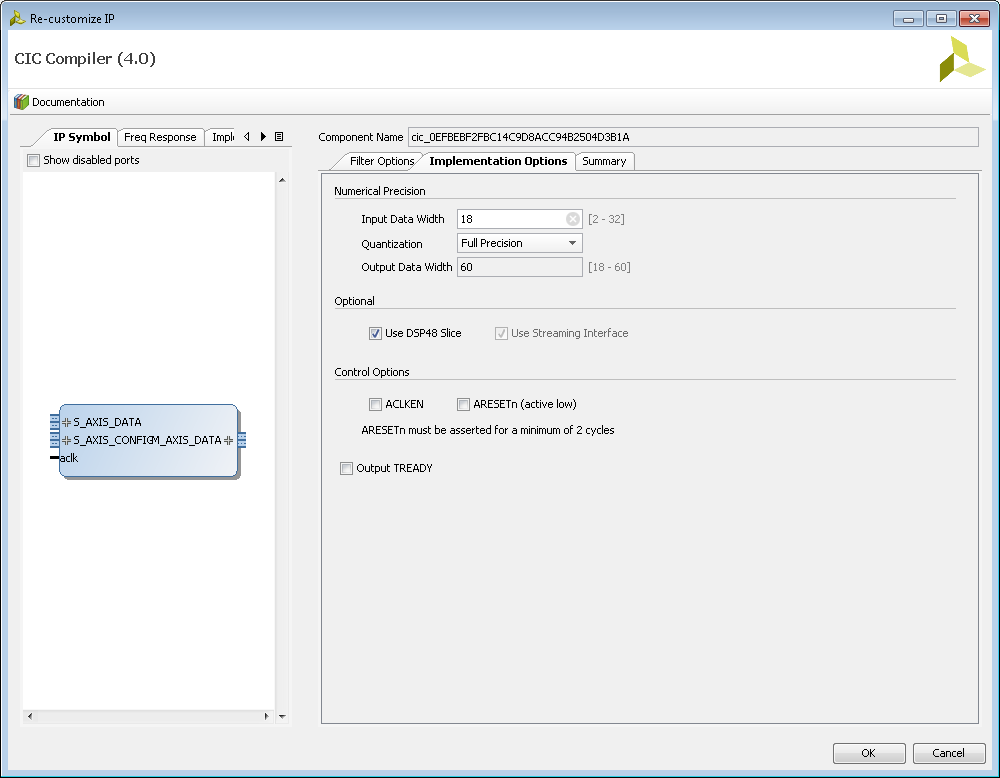 Re-customize IP
CIC Compiler (4.0)
Documentation
IP Symbol Freq Response Imple
Show disabled ports
S_AXIS_DATA
S_AXIS_CONFIG M_AXIS_DATA
aclk
Component Name cic_0EFBEBF2FBC14C9D8ACC94B2504D3B1A
Filter Options Implementation Options Summary
Numerical Precision
Input Data Width 18 [2 - 32]
Quantization Full Precision
Output Data Width 60 [18 - 60]
Optional
Use DSP48 Slice Use Streaming Interface
Control Options
ACLKEN ARESETn (active low)
ARESETn must be asserted for a minimum of 2 cycles
Output TREADY
OK Cancel